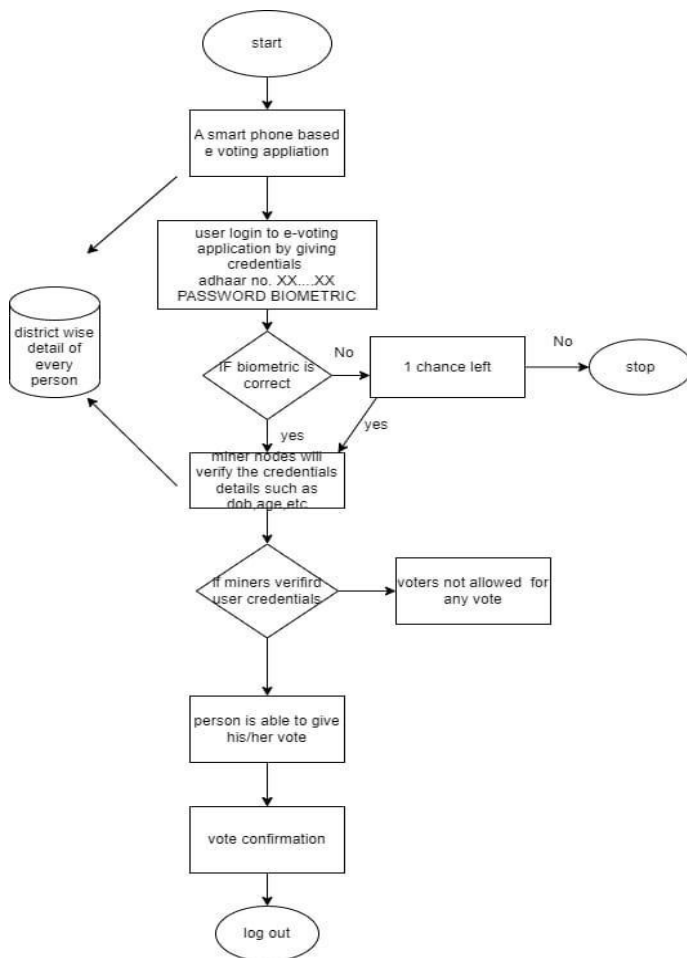 start
A smart phone based
e voting appliation
user login to e-voting
application by giving
credentials
adhaar no. XX....XX
PASSWORD BIOMETRIC
district wise
detail of
every
person
IF biometric is
correct
No
1 chance left
No
stop
yes
yes
miner nodes will
verify the credentials
details such as
dob,age,etc
if miners verifird
user credentials
voters not allowed for
any vote
person is able to give
his/her vote
vote confirmation
log out